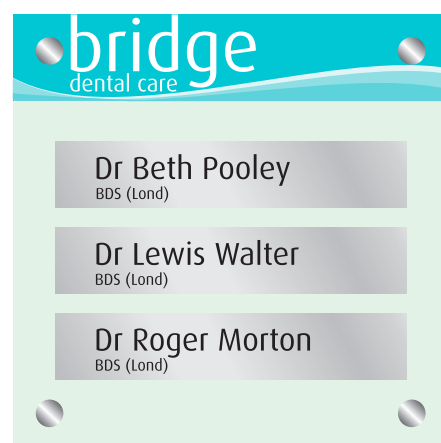 bridge
dental care
Dr Beth Pooley
BDS (Lond)
Dr Lewis Walter
BDS (Lond)
Dr Roger Morton
BDS (Lond)